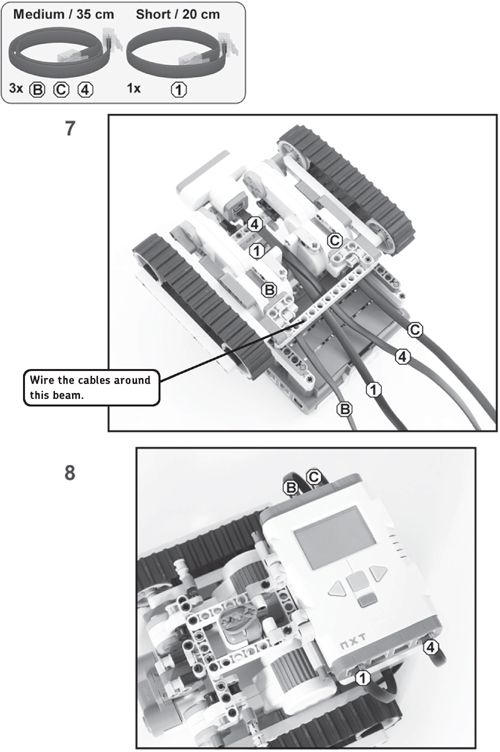 Medium / 35 cm
Short / 20 cm
3x B C 4
1x 1
7
4
1
C
B
C
4
1
B
Wire the cables around
this beam.
8
B C
NXT
4
1